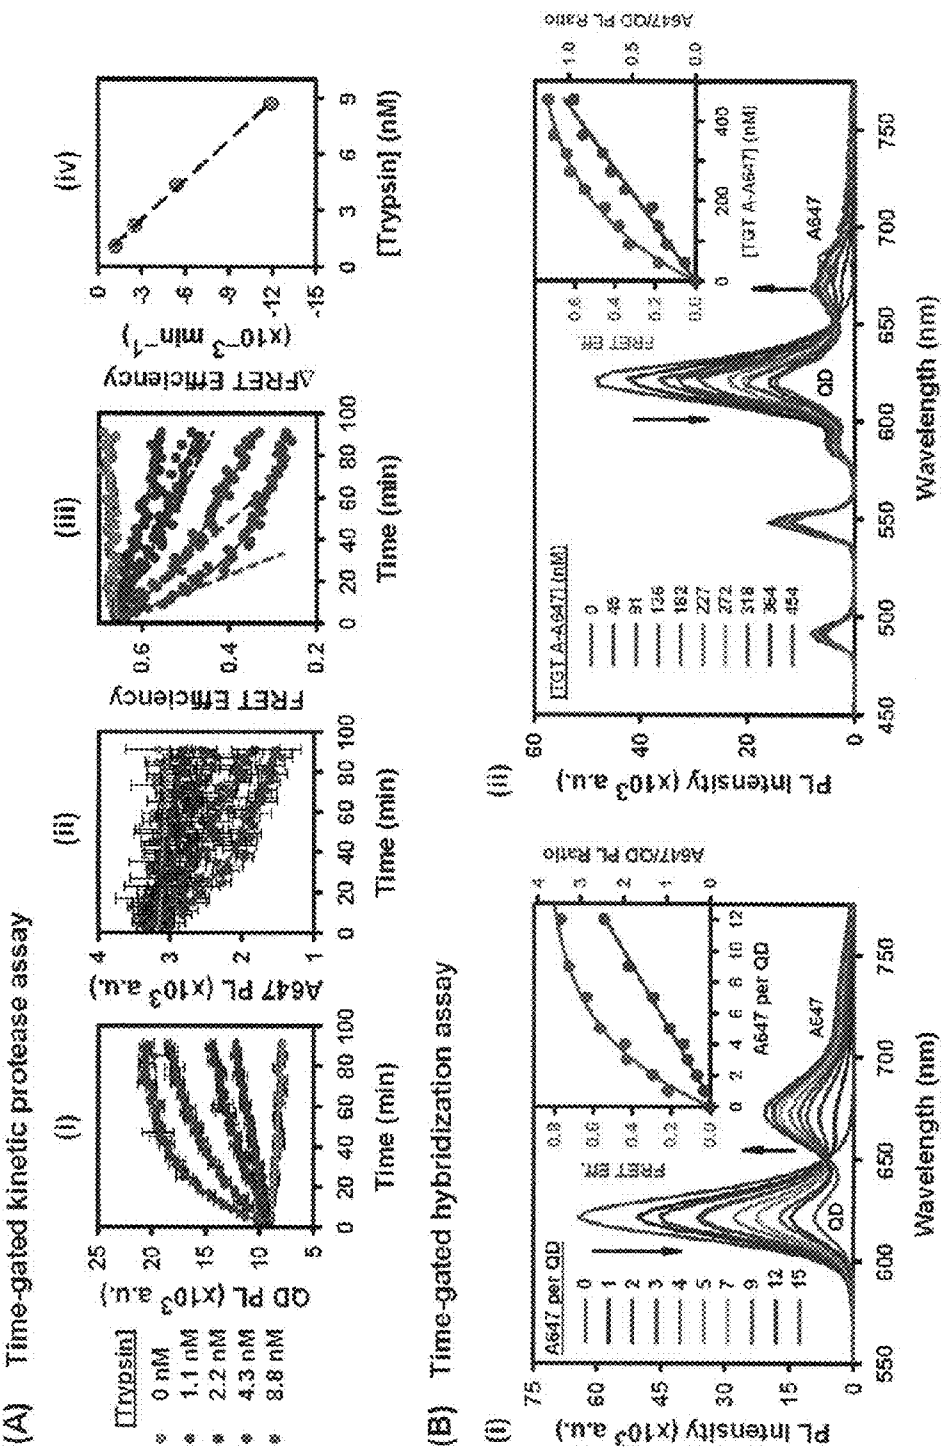 (A) Time-gated kinetic protease assay
[Trypsin]
0 nM
1.1 nM
2.2 nM
4.3 nM
8.8 nM
(i)
QD PL (x10³ a.u.)
25
20
15
10
5
0 20 40 60 80 100
Time (min)
(ii)
A647 PL (x10³ a.u.)
4
3
2
1
0 20 40 60 80 100
Time (min)
(iii)
FRET Efficiency
0.6
0.4
0.2
0 20 40 60 80 100
Time (min)
(iv)
ΔFRET Efficiency
(x10⁻³ min⁻¹)
0
-3
-6
-9
-12
-15
0 3 6 9
[Trypsin] (nM)
(B) Time-gated hybridization assay
(i)
PL Intensity (x10³ a.u.)
75
60
45
30
15
0
A647 per QD
0
1
2
3
4
5
7
9
12
15
QD
A647
550 600 650 700 750
Wavelength (nm)
FRET Eff.
0.8
0.6
0.4
0.2
0.0
0 2 4 6 8 10 12
A647 per QD
A647/QD PL Ratio
4
3
2
1
0
(ii)
PL Intensity (x10³ a.u.)
60
40
20
0
[TGT A-A647] (nM)
0
91
136
182
227
272
318
364
454
QD
A647
450 500 550 600 650 700 750
Wavelength (nm)
FRET Eff.
0.6
0.4
0.2
0.0
0 200 400
[TGT A-A647] (nM)
A647/QD PL Ratio
1.0
0.5
0.0